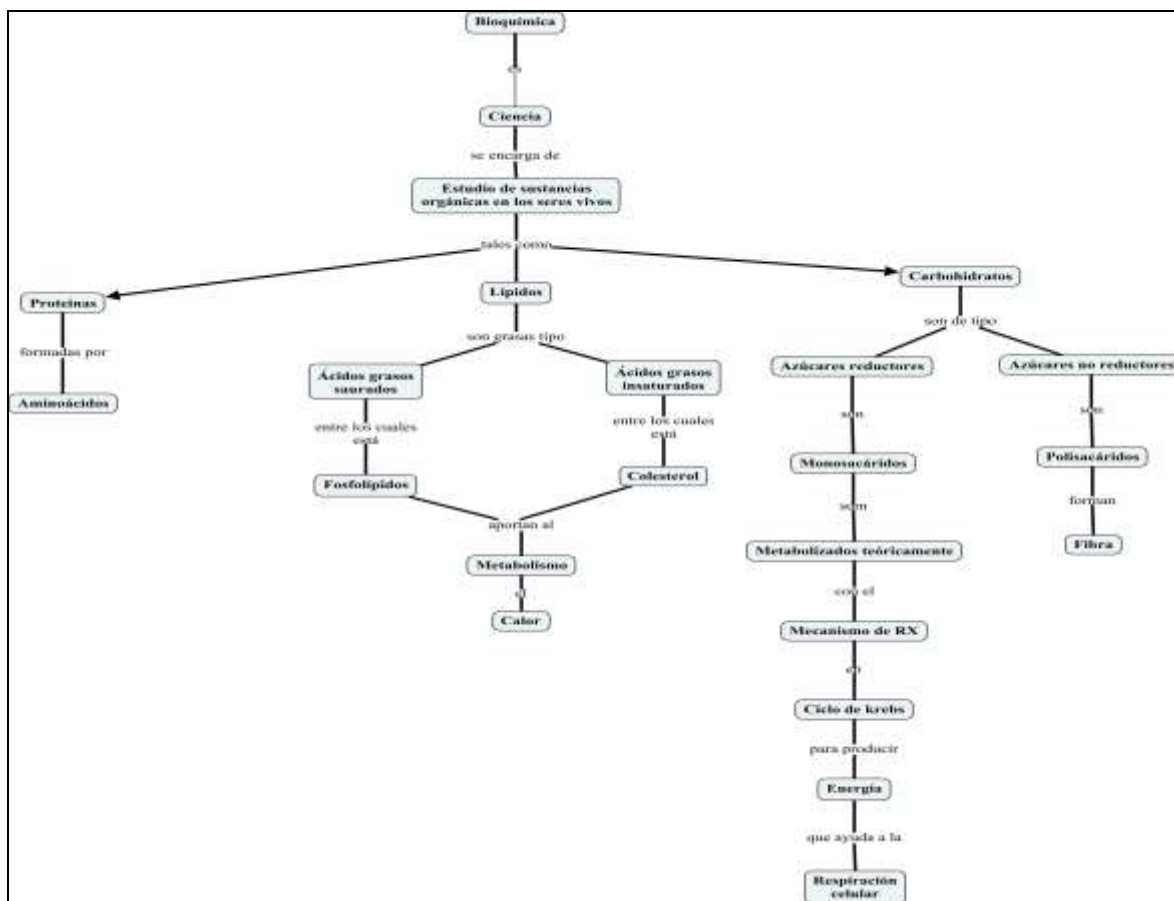 Bioquímica
es
Ciencia
se encarga de
Estudio de sustancias
orgánicas en los seres vivos
tales como
Proteínas
formadas por
Aminoácidos
Lípidos
son grasas tipo
Ácidos grasos
saurados
entre los cuales
está
Fosfolípidos
Ácidos grasos
insaturados
entre los cuales
está
Colesterol
aportan al
Metabolismo
el
Calor
Carbohidratos
son de tipo
Azúcares reductores
son
Monosacáridos
son
Metabolizados teóricamente
con el
Mecanismo de RX
en
Ciclo de krebs
para producir
Energía
que ayuda a la
Respiración
celular
Azúcares no reductores
son
Polisacáridos
forman
Fibra